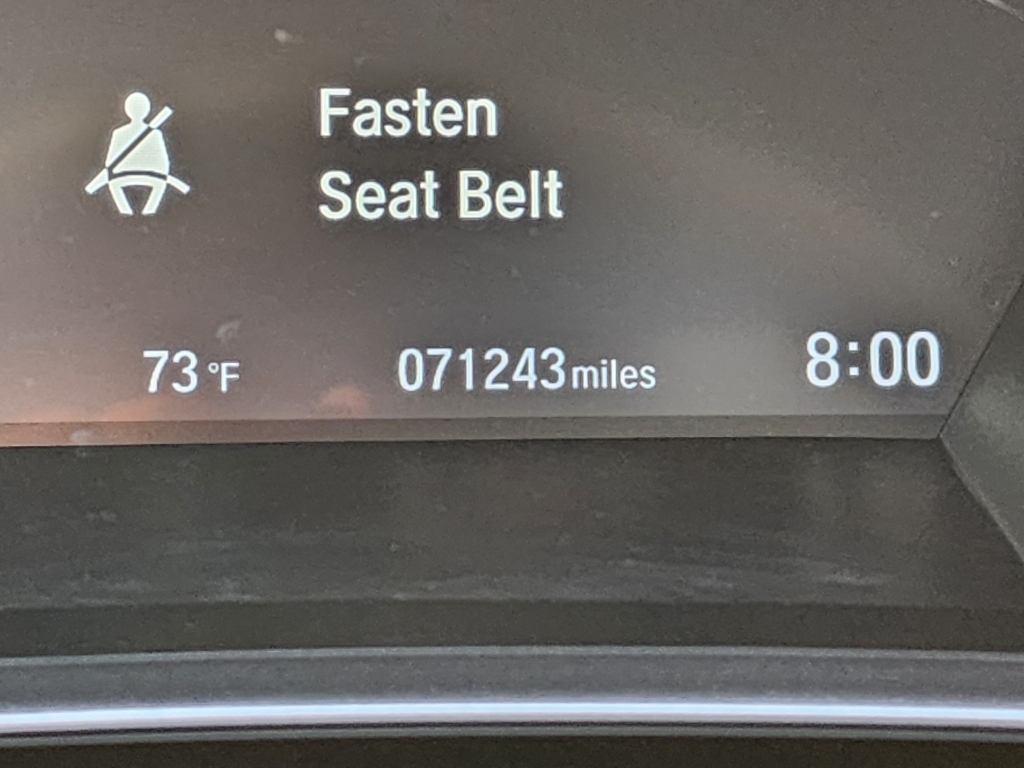 Fasten
Seat Belt
73 °F 071243 miles 8:00